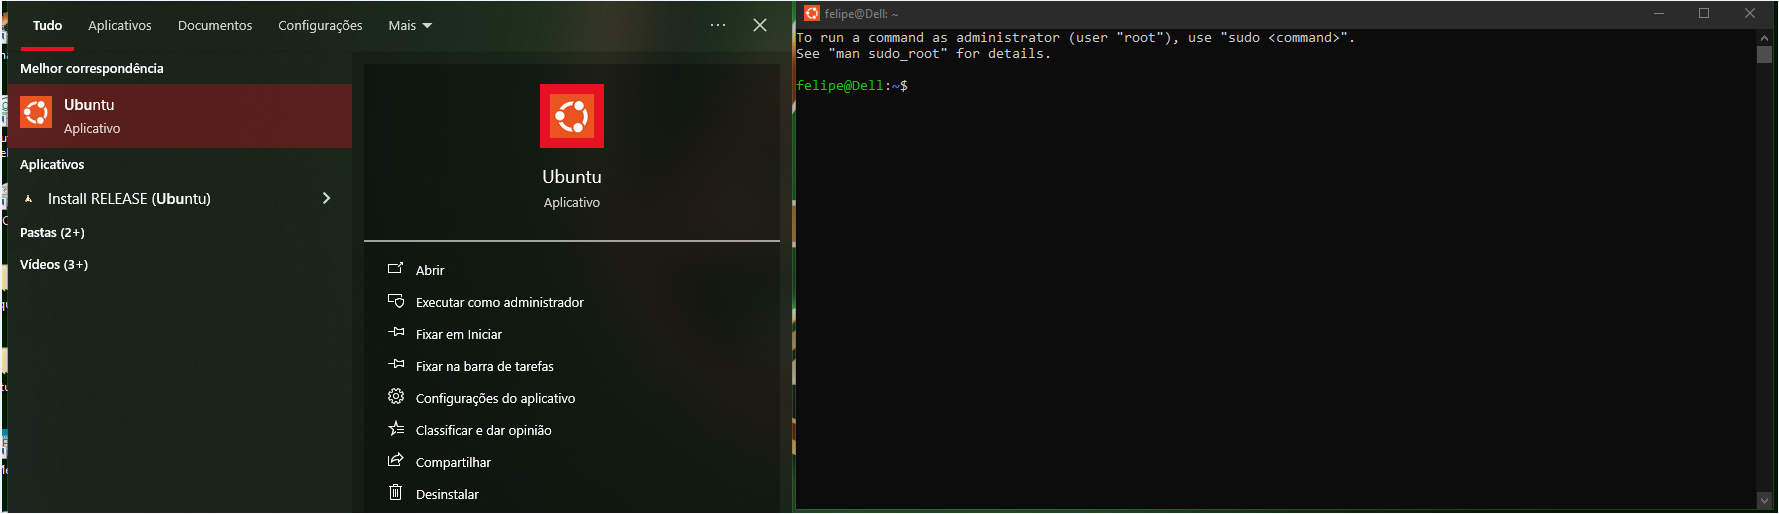 Tudo Aplicativos Documentos Configurações Mais
Melhor correspondência
Ubuntu
Aplicativo
Aplicativos
Install RELEASE (Ubuntu)
Pastas (2+)
Vídeos (3+)
Ubuntu
Aplicativo
Abrir
Executar como administrador
Fixar em Iniciar
Fixar na barra de tarefas
Configurações do aplicativo
Classificar e dar opinião
Compartilhar
Desinstalar
felipe@Dell: ~
To run a command as administrator (user "root"), use "sudo <command>".
See "man sudo_root" for details.
felipe@Dell:~$